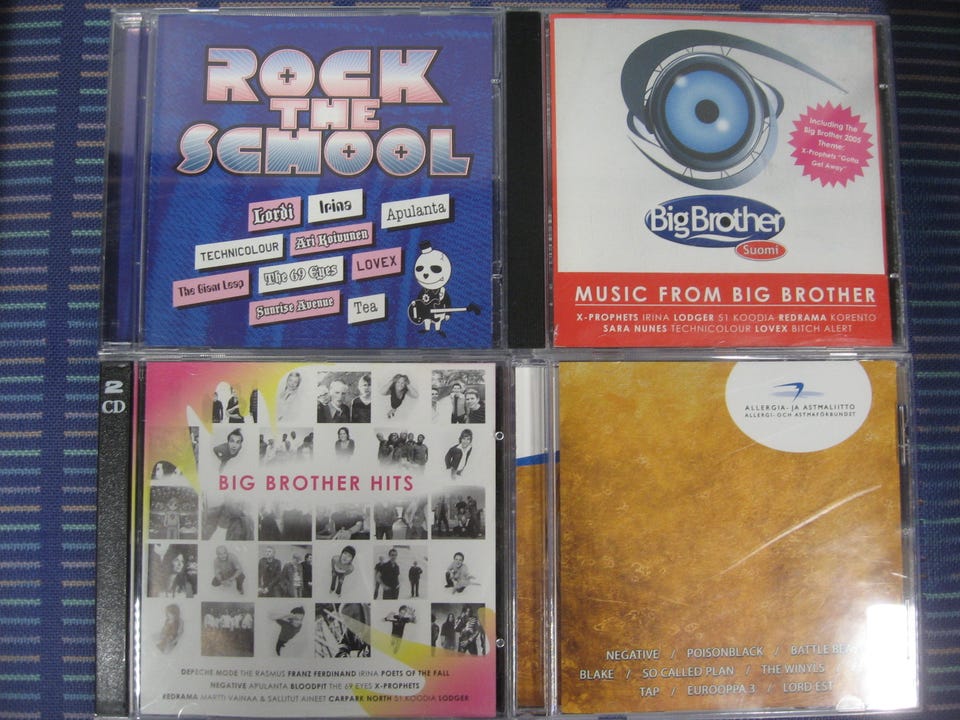 ROCK
THE
SCHOOL
Lordi
Irina
Apulanta
TECHNICOLOUR
Ari Koivunen
The Giant Leap
The 69 Eyes
LOVEX
Sunrise Avenue
Tea
Including The
Big Brother 2005
Theme:
X-Prophets "Gotta
Get Away"
Big Brother
Suomi
MUSIC FROM BIG BROTHER
X-PROPHETS IRINA LODGER 51 KOODIA REDRAMA KORENTO
SARA NUNES TECHNICOLOUR LOVEX BITCH ALERT
2
CD
BIG BROTHER HITS
DEPECHE MODE THE RASMUS FRANZ FERDINAND IRINA POETS OF THE FALL
NEGATIVE APULANTA BLOODPIT THE 69 EYES X-PROPHETS
REDRAMA MARTTI VAINAA & SALLITUT AINEET CARPARK NORTH 51 KOODIA LODGER
ALLERGIA- JA ASTMALIITTO
ALLERGI- OCH ASTMAFÖRBUNDET
NEGATIVE / POISONBLACK / BATTLE
BLAKE / SO CALLED PLAN / THE WINYLS /
TAP / EUROOPPA 3 / LORD EST